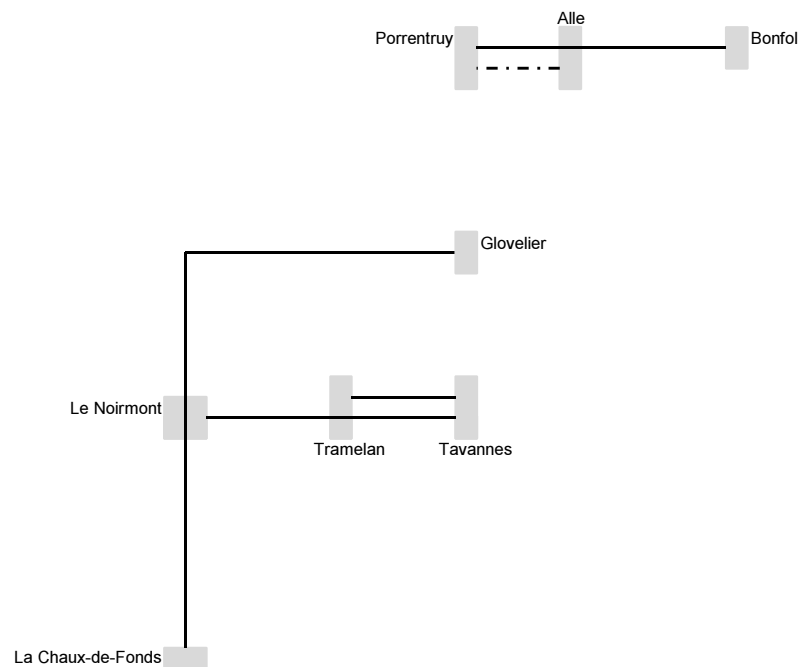 Alle
Porrentruy
Bonfol
Glovelier
Le Noirmont
Tramelan
Tavannes
La Chaux-de-Fonds